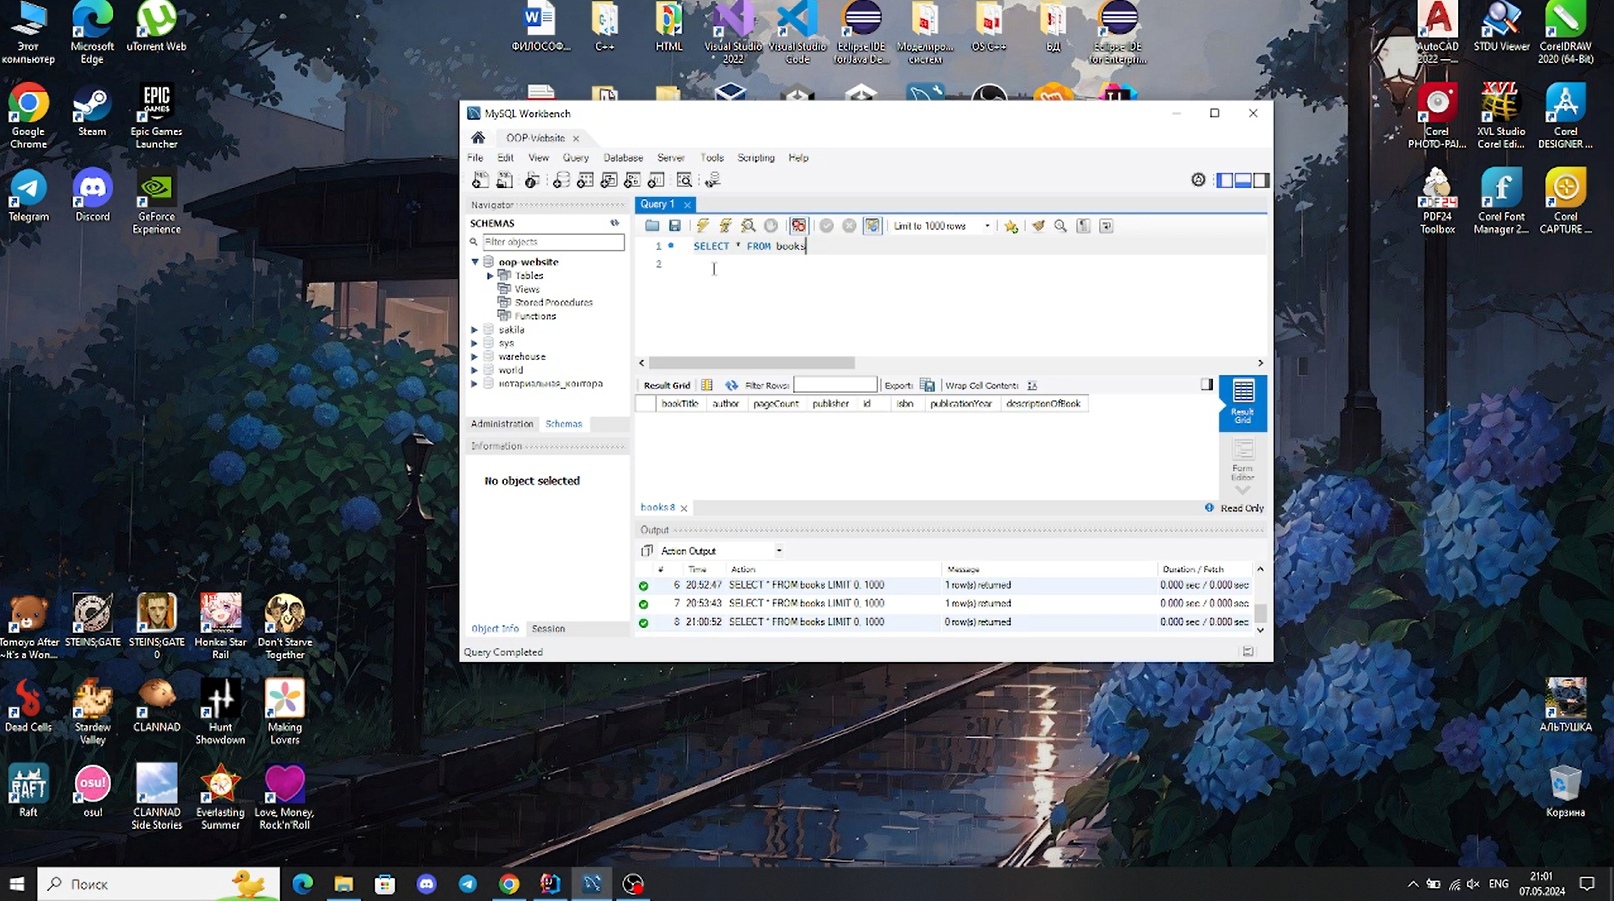 Этот компьютер
Microsoft Edge
uTorrent Web
ФИЛОСОФ...
C++
HTML
Visual Studio 2022
Visual Studio Code
Eclipse IDE for Java De...
Моделиро... систем
OS C++
БД
Eclipse IDE for Enterpri...
AutoCAD 2022 —...
STDU Viewer
CorelDRAW 2020 (64-Bit)
Google Chrome
Steam
Epic Games Launcher
Corel PHOTO-PAI...
XVL Studio Corel Edi...
Corel DESIGNER ...
Telegram
Discord
GeForce Experience
PDF24 Toolbox
Corel Font Manager 2...
Corel CAPTURE ...
MySQL Workbench
OOP-Website
File Edit View Query Database Server Tools Scripting Help
Navigator
SCHEMAS
Filter objects
oop-website
Tables
Views
Stored Procedures
Functions
sakila
sys
warehouse
world
нотариальная_контора
Administration Schemas
Information
No object selected
Object Info Session
Query Completed
Query 1
Limit to 1000 rows
1 SELECT * FROM books
2
Result Grid Filter Rows: Export: Wrap Cell Content:
bookTitle author pageCount publisher id isbn publicationYear descriptionOfBook
Result Grid
Form Editor
books 8
Read Only
Output
Action Output
# Time Action Message Duration / Fetch
6 20:52:47 SELECT * FROM books LIMIT 0, 1000 1 row(s) returned 0.000 sec / 0.000 sec
7 20:53:43 SELECT * FROM books LIMIT 0, 1000 1 row(s) returned 0.000 sec / 0.000 sec
8 21:00:52 SELECT * FROM books LIMIT 0, 1000 0 row(s) returned 0.000 sec / 0.000 sec
Tomoyo After ~It's a Won...
STEINS;GATE
STEINS;GATE 0
Honkai Star Rail
Don't Starve Together
Dead Cells
Stardew Valley
CLANNAD
Hunt Showdown
Making Lovers
АЛЬТУШКА
Raft
osu!
CLANNAD Side Stories
Everlasting Summer
Love, Money, Rock'n'Roll
Корзина
Поиск
ENG
21:01
07.05.2024